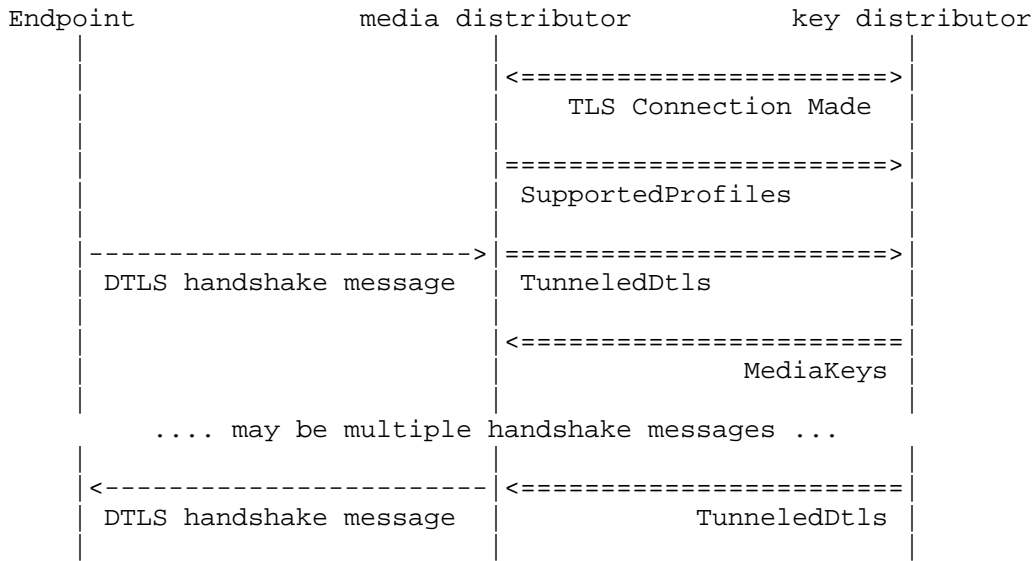 Endpoint media distributor key distributor
<=======================>
TLS Connection Made
========================>
SupportedProfiles
------------------------> ========================>
DTLS handshake message TunneledDtls
<========================
MediaKeys
.... may be multiple handshake messages ...
<------------------------ <========================
DTLS handshake message TunneledDtls